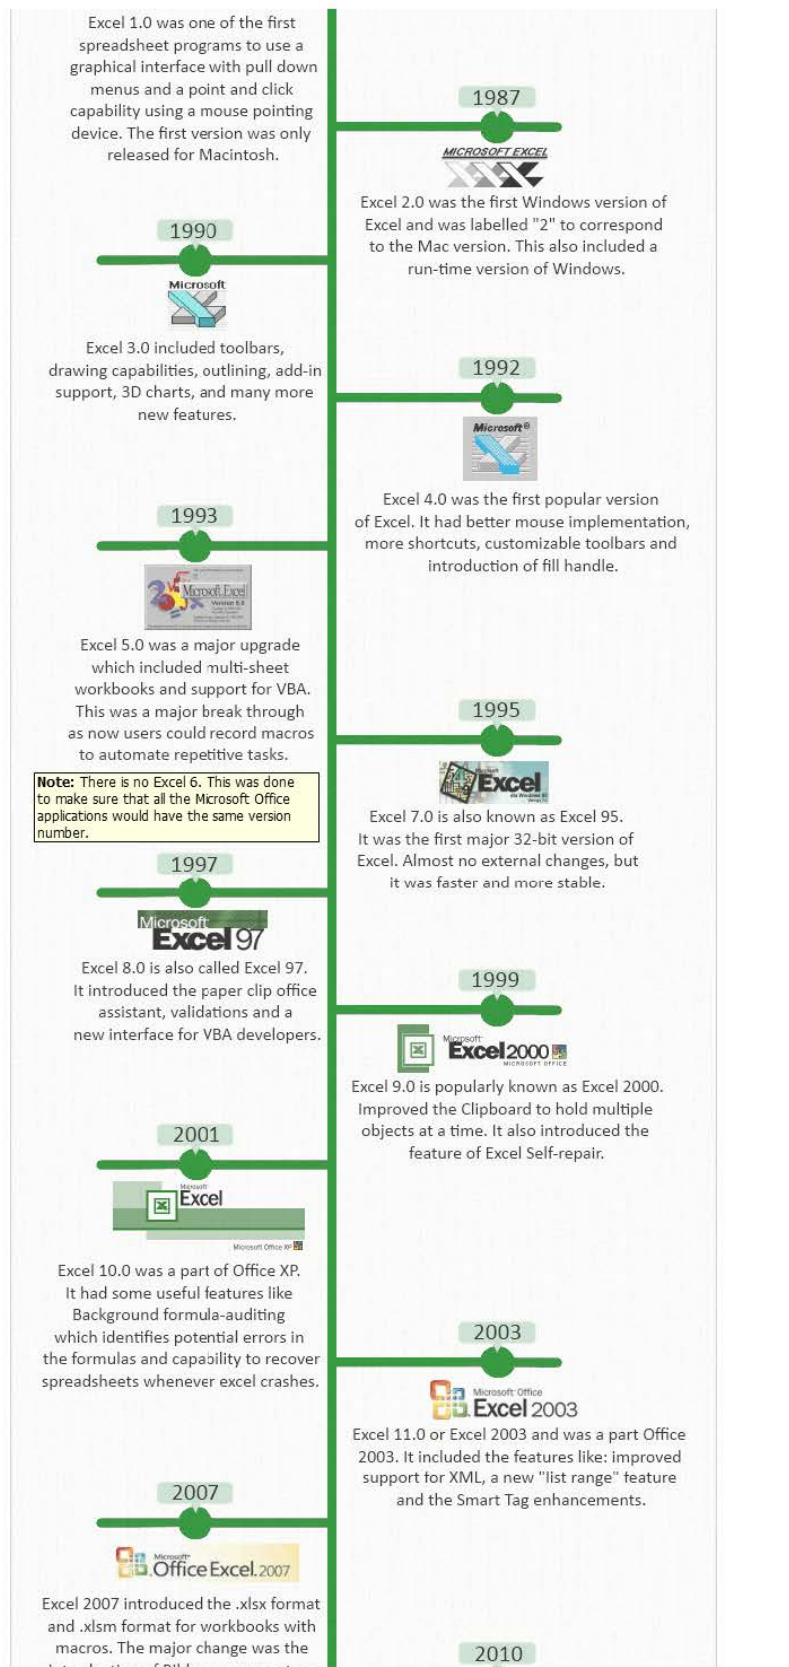 Excel 1.0 was one of the first
spreadsheet programs to use a
graphical interface with pull down
menus and a point and click
capability using a mouse pointing
device. The first version was only
released for Macintosh.
1987
MICROSOFT EXCEL
Excel 2.0 was the first Windows version of
Excel and was labelled "2" to correspond
to the Mac version. This also included a
run-time version of Windows.
1990
Microsoft
Excel 3.0 included toolbars,
drawing capabilities, outlining, add-in
support, 3D charts, and many more
new features.
1992
Microsoft®
Excel 4.0 was the first popular version
of Excel. It had better mouse implementation,
more shortcuts, customizable toolbars and
introduction of fill handle.
1993
Microsoft Excel
Excel 5.0 was a major upgrade
which included multi-sheet
workbooks and support for VBA.
This was a major break through
as now users could record macros
to automate repetitive tasks.
Note: There is no Excel 6. This was done
to make sure that all the Microsoft Office
applications would have the same version
number.
1995
Microsoft
Excel
Excel 7.0 is also known as Excel 95.
It was the first major 32-bit version of
Excel. Almost no external changes, but
it was faster and more stable.
1997
Microsoft
Excel 97
Excel 8.0 is also called Excel 97.
It introduced the paper clip office
assistant, validations and a
new interface for VBA developers.
1999
Microsoft
Excel 2000
MICROSOFT OFFICE
Excel 9.0 is popularly known as Excel 2000.
Improved the Clipboard to hold multiple
objects at a time. It also introduced the
feature of Excel Self-repair.
2001
Microsoft
Excel
Microsoft Office XP
Excel 10.0 was a part of Office XP.
It had some useful features like
Background formula-auditing
which identifies potential errors in
the formulas and capability to recover
spreadsheets whenever excel crashes.
2003
Microsoft Office
Excel 2003
Excel 11.0 or Excel 2003 and was a part Office
2003. It included the features like: improved
support for XML, a new "list range" feature
and the Smart Tag enhancements.
2007
Microsoft
Office Excel 2007
Excel 2007 introduced the .xlsx format
and .xlsm format for workbooks with
macros. The major change was the
2010